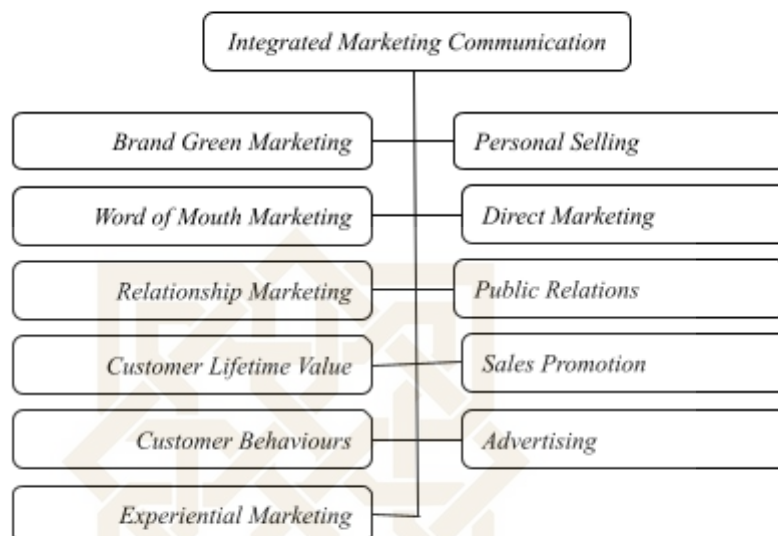 Integrated Marketing Communication
Brand Green Marketing
Personal Selling
Word of Mouth Marketing
Direct Marketing
Relationship Marketing
Public Relations
Customer Lifetime Value
Sales Promotion
Customer Behaviours
Advertising
Experiential Marketing